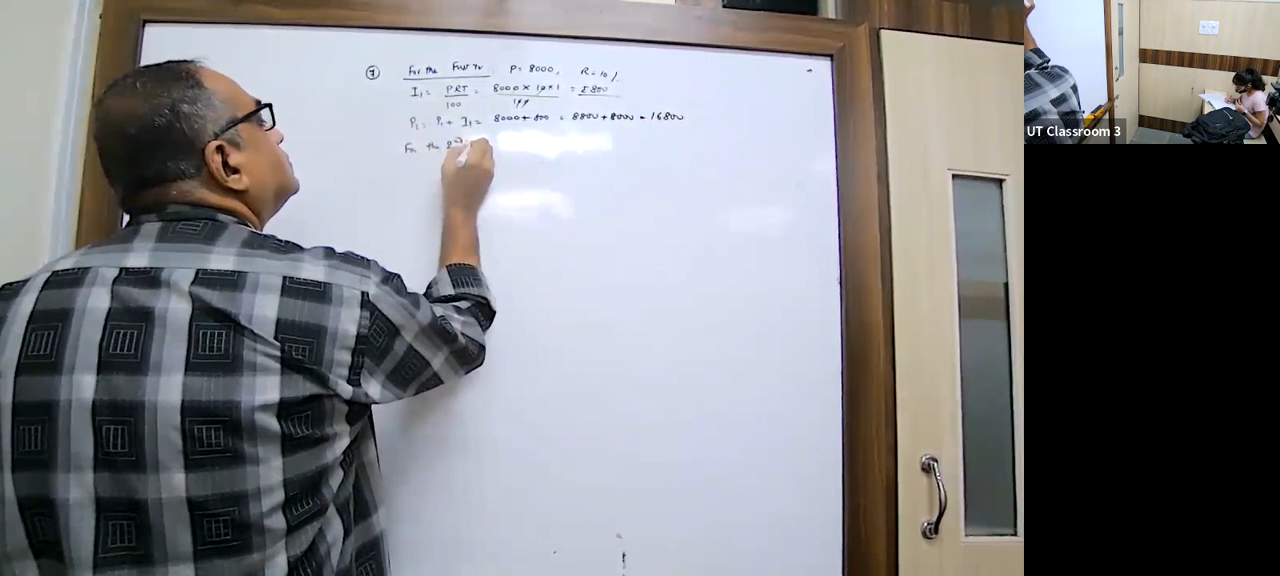 7 For the First Yr. P = 8000, R = 10%
I₁ = PRT/100 = 8000 × 10 × 1/100 = ₹800
P₂ = P₁ + I₁ = 8000 + 800 = 8800 + 8000 = 16800
For the 2nd
UT Classroom 3